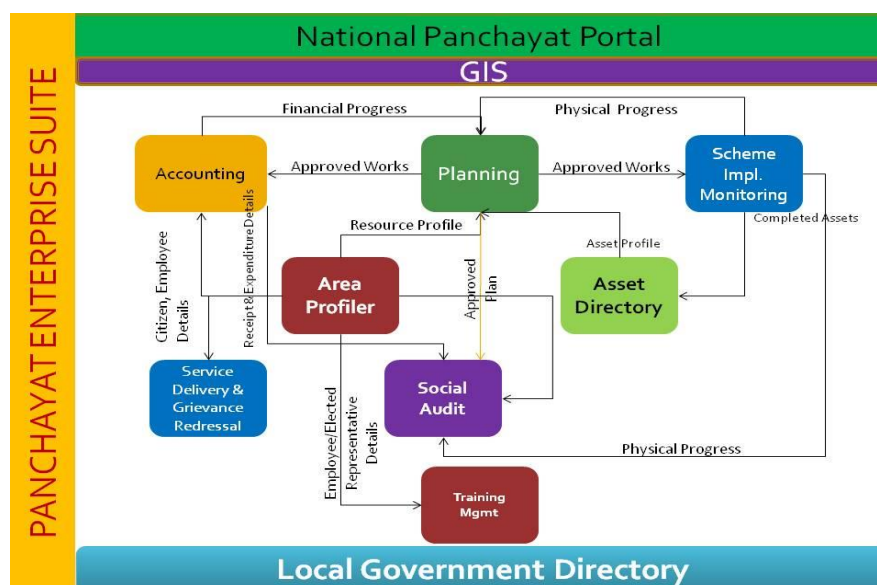 PANCHAYAT ENTERPRISE SUITE
National Panchayat Portal
GIS
Financial Progress
Physical Progress
Accounting
Approved Works
Planning
Approved Works
Scheme
Impl.
Monitoring
Completed Assets
Receipt & Expenditure Details
Resource Profile
Asset Profile
Citizen, Employee
Details
Area
Profiler
Approved
Plan
Asset
Directory
Service
Delivery &
Grievance
Redressal
Social
Audit
Employee/Elected
Representative
Details
Physical Progress
Training
Mgmt
Local Government Directory